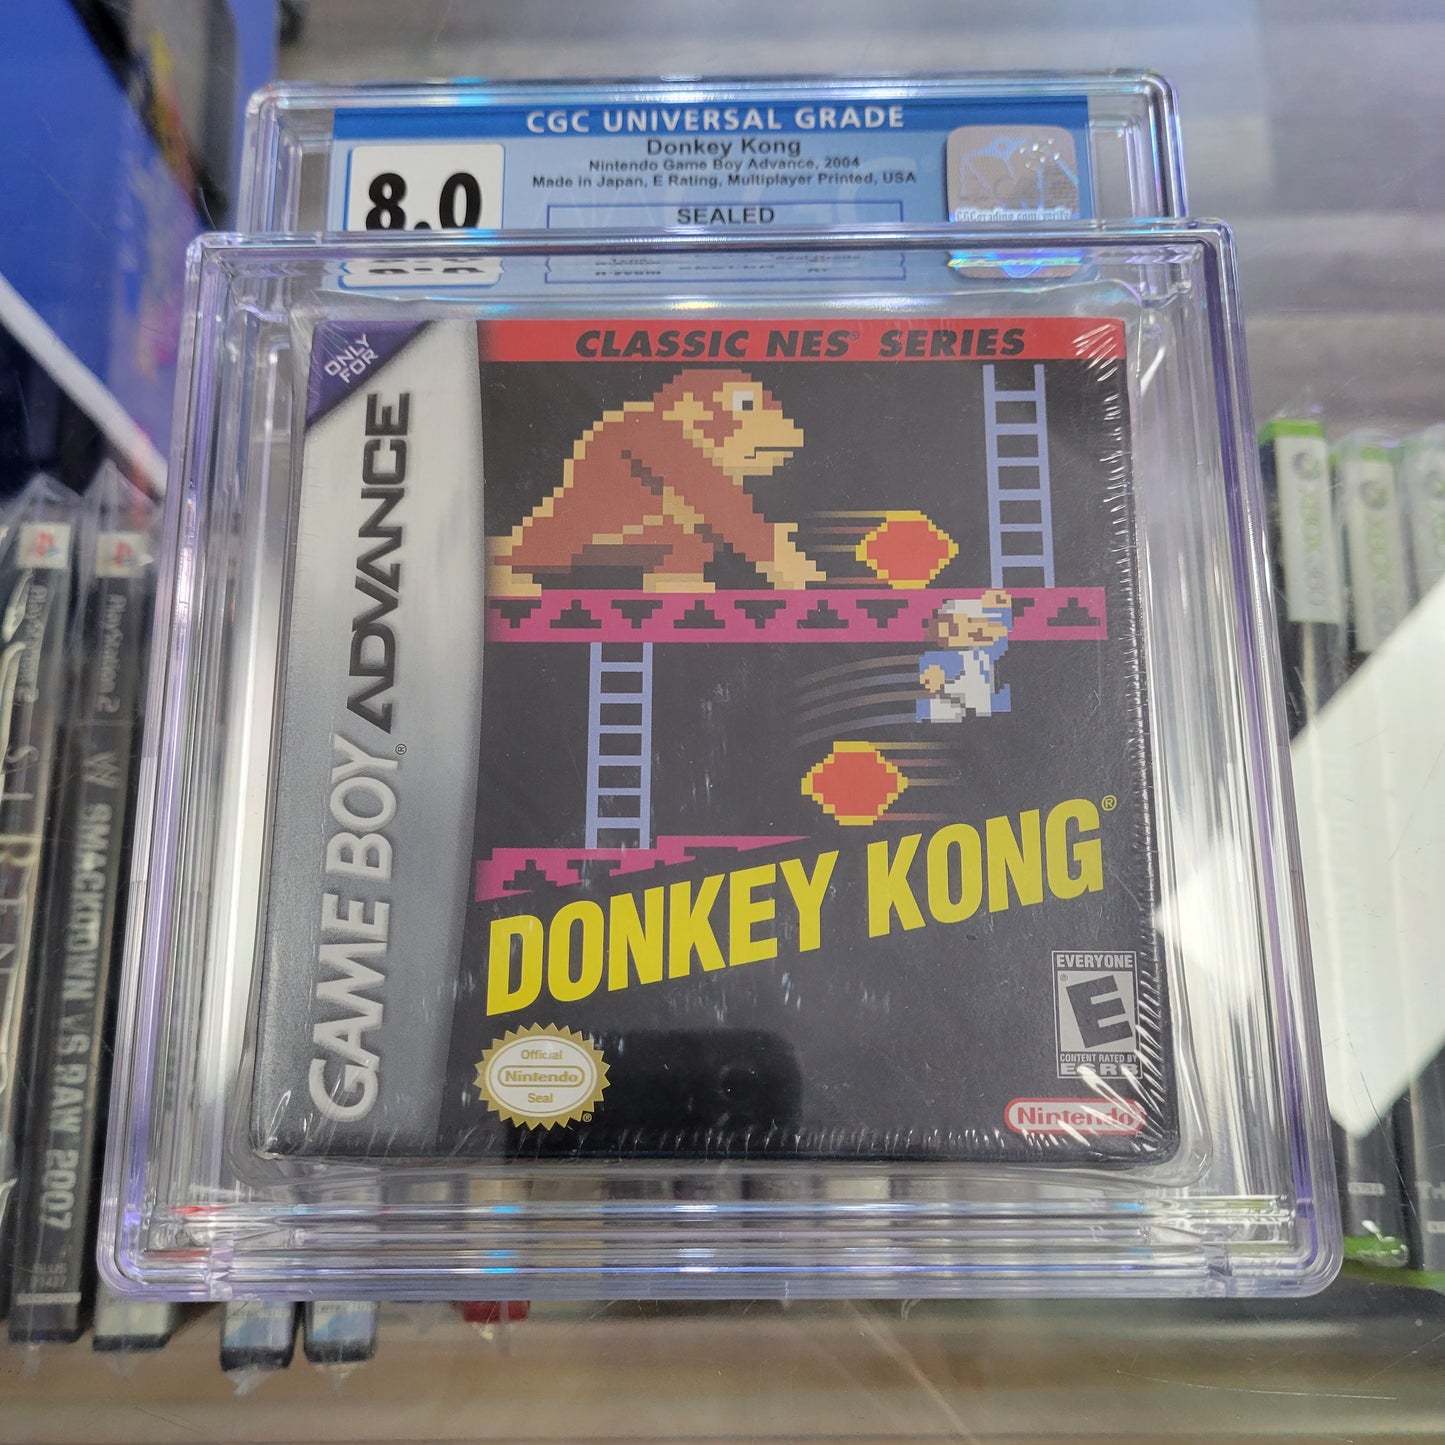 CGC UNIVERSAL GRADE
8.0
Donkey Kong
Nintendo Game Boy Advance, 2004
Made in Japan, E Rating, Multiplayer Printed, USA
SEALED
ONLY
FOR
GAME BOY ADVANCE
®
CLASSIC NES® SERIES
DONKEY KONG®
Official
Nintendo
Seal
®
EVERYONE
E
®
CONTENT RATED BY
ESRB
Nintendo
PlayStation 2
SIREN
PlayStation 2
SMACKDOWN VS RAW 2007
XBOX 360